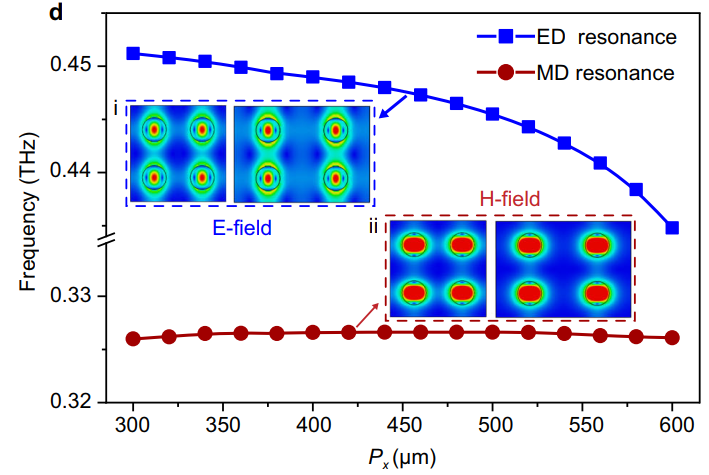 d
ED resonance
MD resonance
0.45
0.44
0.33
0.32
Frequency (THz)
i
E-field
H-field
ii
300 350 400 450 500 550 600
Pₓ (μm)